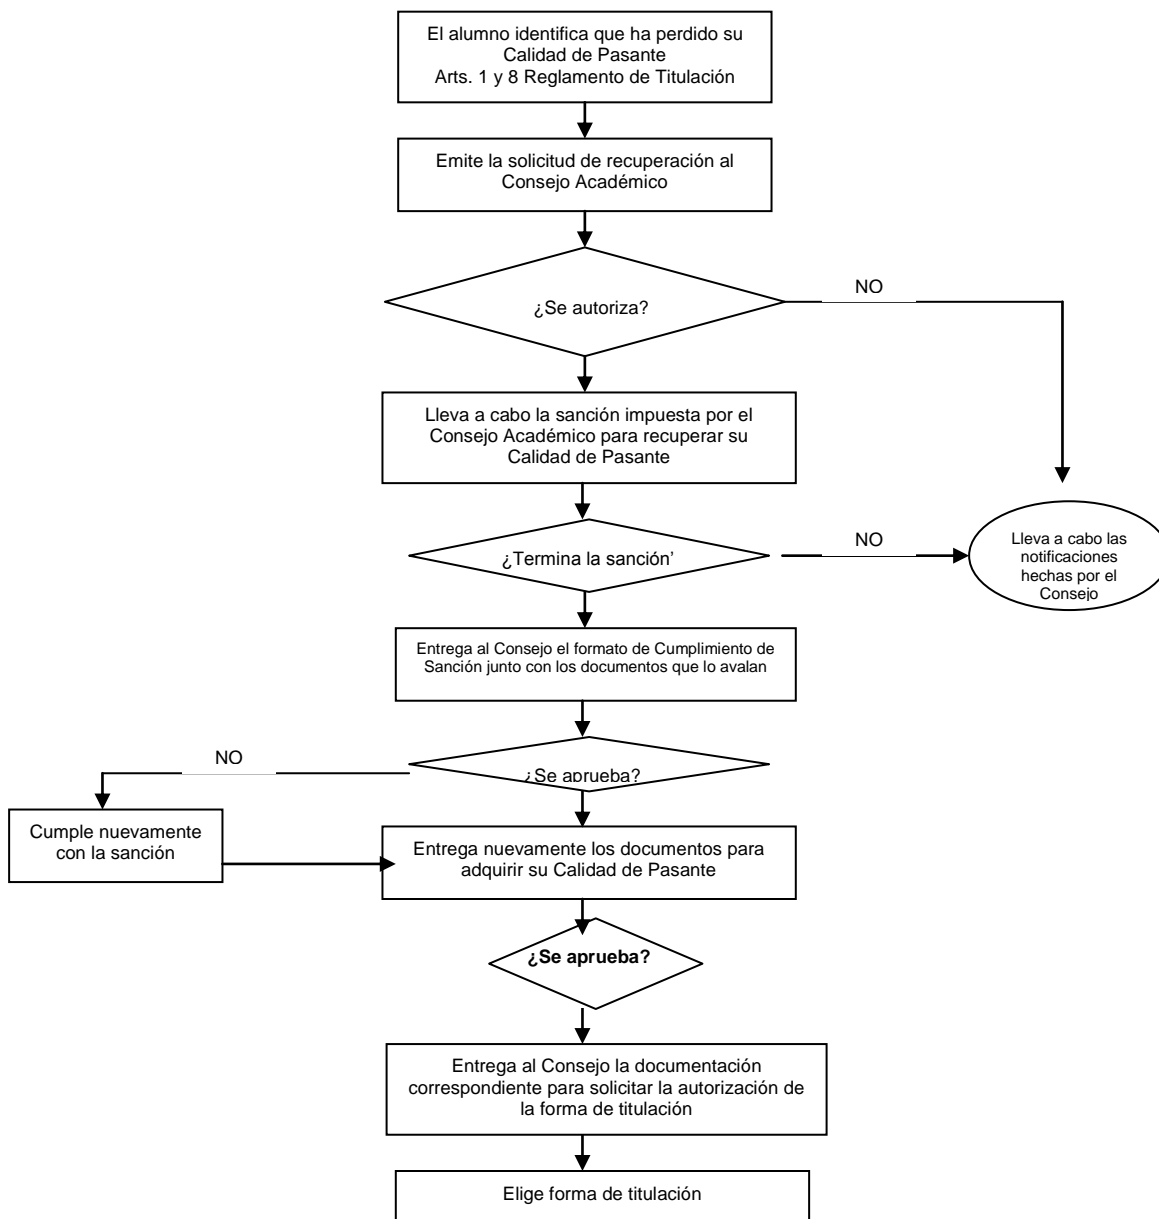 El alumno identifica que ha perdido su
Calidad de Pasante
Arts. 1 y 8 Reglamento de Titulación
Emite la solicitud de recuperación al
Consejo Académico
NO
¿Se autoriza?
Lleva a cabo la sanción impuesta por el
Consejo Académico para recuperar su
Calidad de Pasante
¿Termina la sanción’
NO
Lleva a cabo las
notificaciones
hechas por el
Consejo
Entrega al Consejo el formato de Cumplimiento de
Sanción junto con los documentos que lo avalan
NO
¿Se aprueba?
Cumple nuevamente
con la sanción
Entrega nuevamente los documentos para
adquirir su Calidad de Pasante
¿Se aprueba?
Entrega al Consejo la documentación
correspondiente para solicitar la autorización de
la forma de titulación
Elige forma de titulación